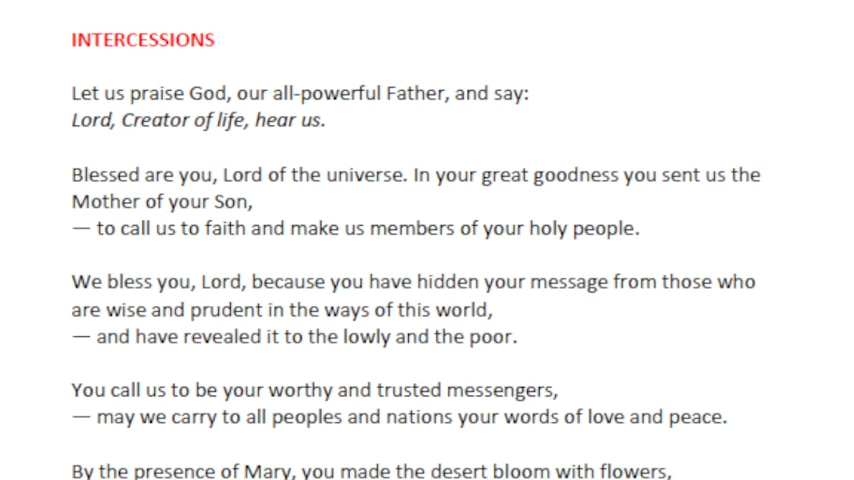 INTERCESSIONS
Let us praise God, our all-powerful Father, and say:
Lord, Creator of life, hear us.
Blessed are you, Lord of the universe. In your great goodness you sent us the
Mother of your Son,
— to call us to faith and make us members of your holy people.
We bless you, Lord, because you have hidden your message from those who
are wise and prudent in the ways of this world,
— and have revealed it to the lowly and the poor.
You call us to be your worthy and trusted messengers,
— may we carry to all peoples and nations your words of love and peace.
By the presence of Mary, you made the desert bloom with flowers,